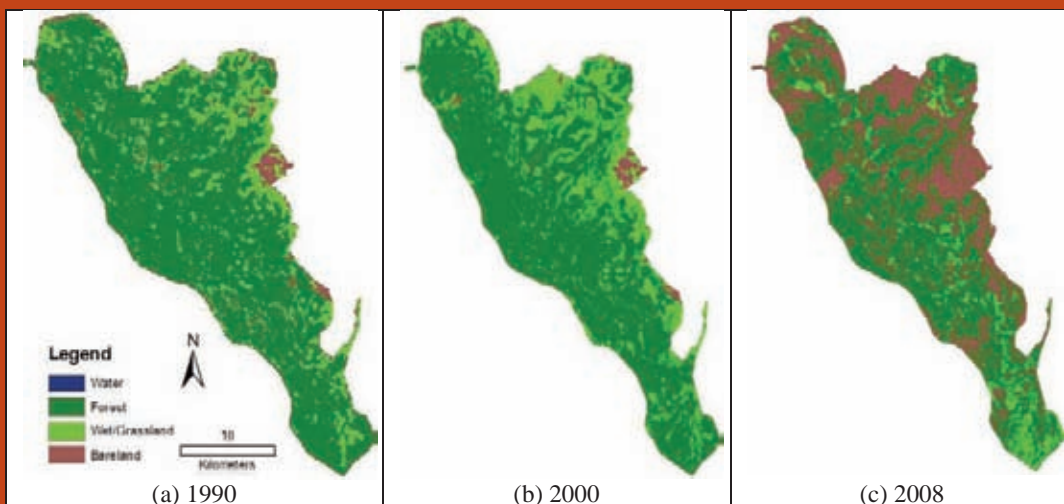 Legend
Water
Forest
Wet/Grassland
Bareland
N
10
Kilometers
(a) 1990
(b) 2000
(c) 2008